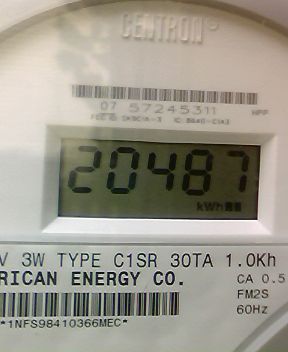 CENTRON®
07 57245311
20487
kWh
V 3W TYPE C1SR 30TA 1.0Kh
RICAN ENERGY CO.
CA 0.5
FM2S
60Hz
*1NFS98410366MEC*